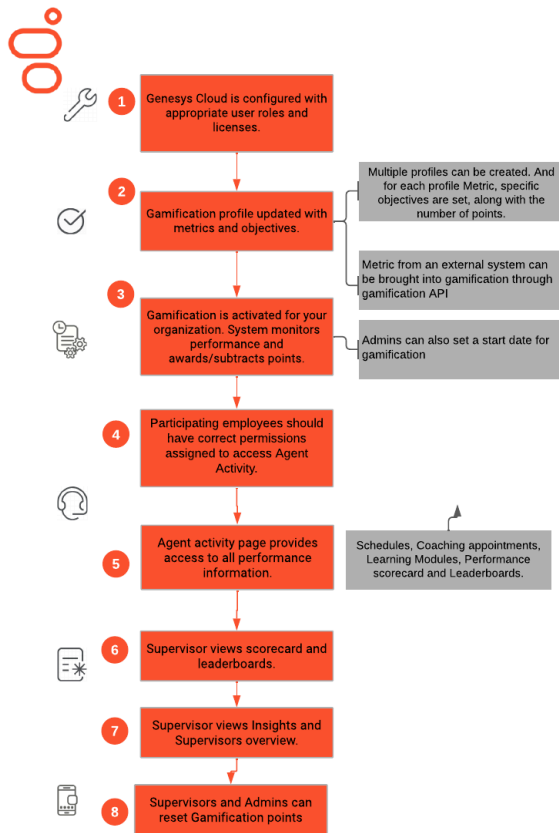 1
Genesys Cloud is configured with
appropriate user roles and
licenses.
2
Gamification profile updated with
metrics and objectives.
Multiple profiles can be created. And
for each profile Metric, specific
objectives are set, along with the
number of points.
Metric from an external system can
be brought into gamification through
gamification API
3
Gamification is activated for your
organization. System monitors
performance and
awards/subtracts points.
Admins can also set a start date for
gamification
4
Participating employees should
have correct permissions
assigned to access Agent
Activity.
5
Agent activity page provides
access to all performance
information.
Schedules, Coaching appointments,
Learning Modules, Performance
scorecard and Leaderboards.
6
Supervisor views scorecard and
leaderboards.
7
Supervisor views Insights and
Supervisors overview.
8
Supervisors and Admins can
reset Gamification points